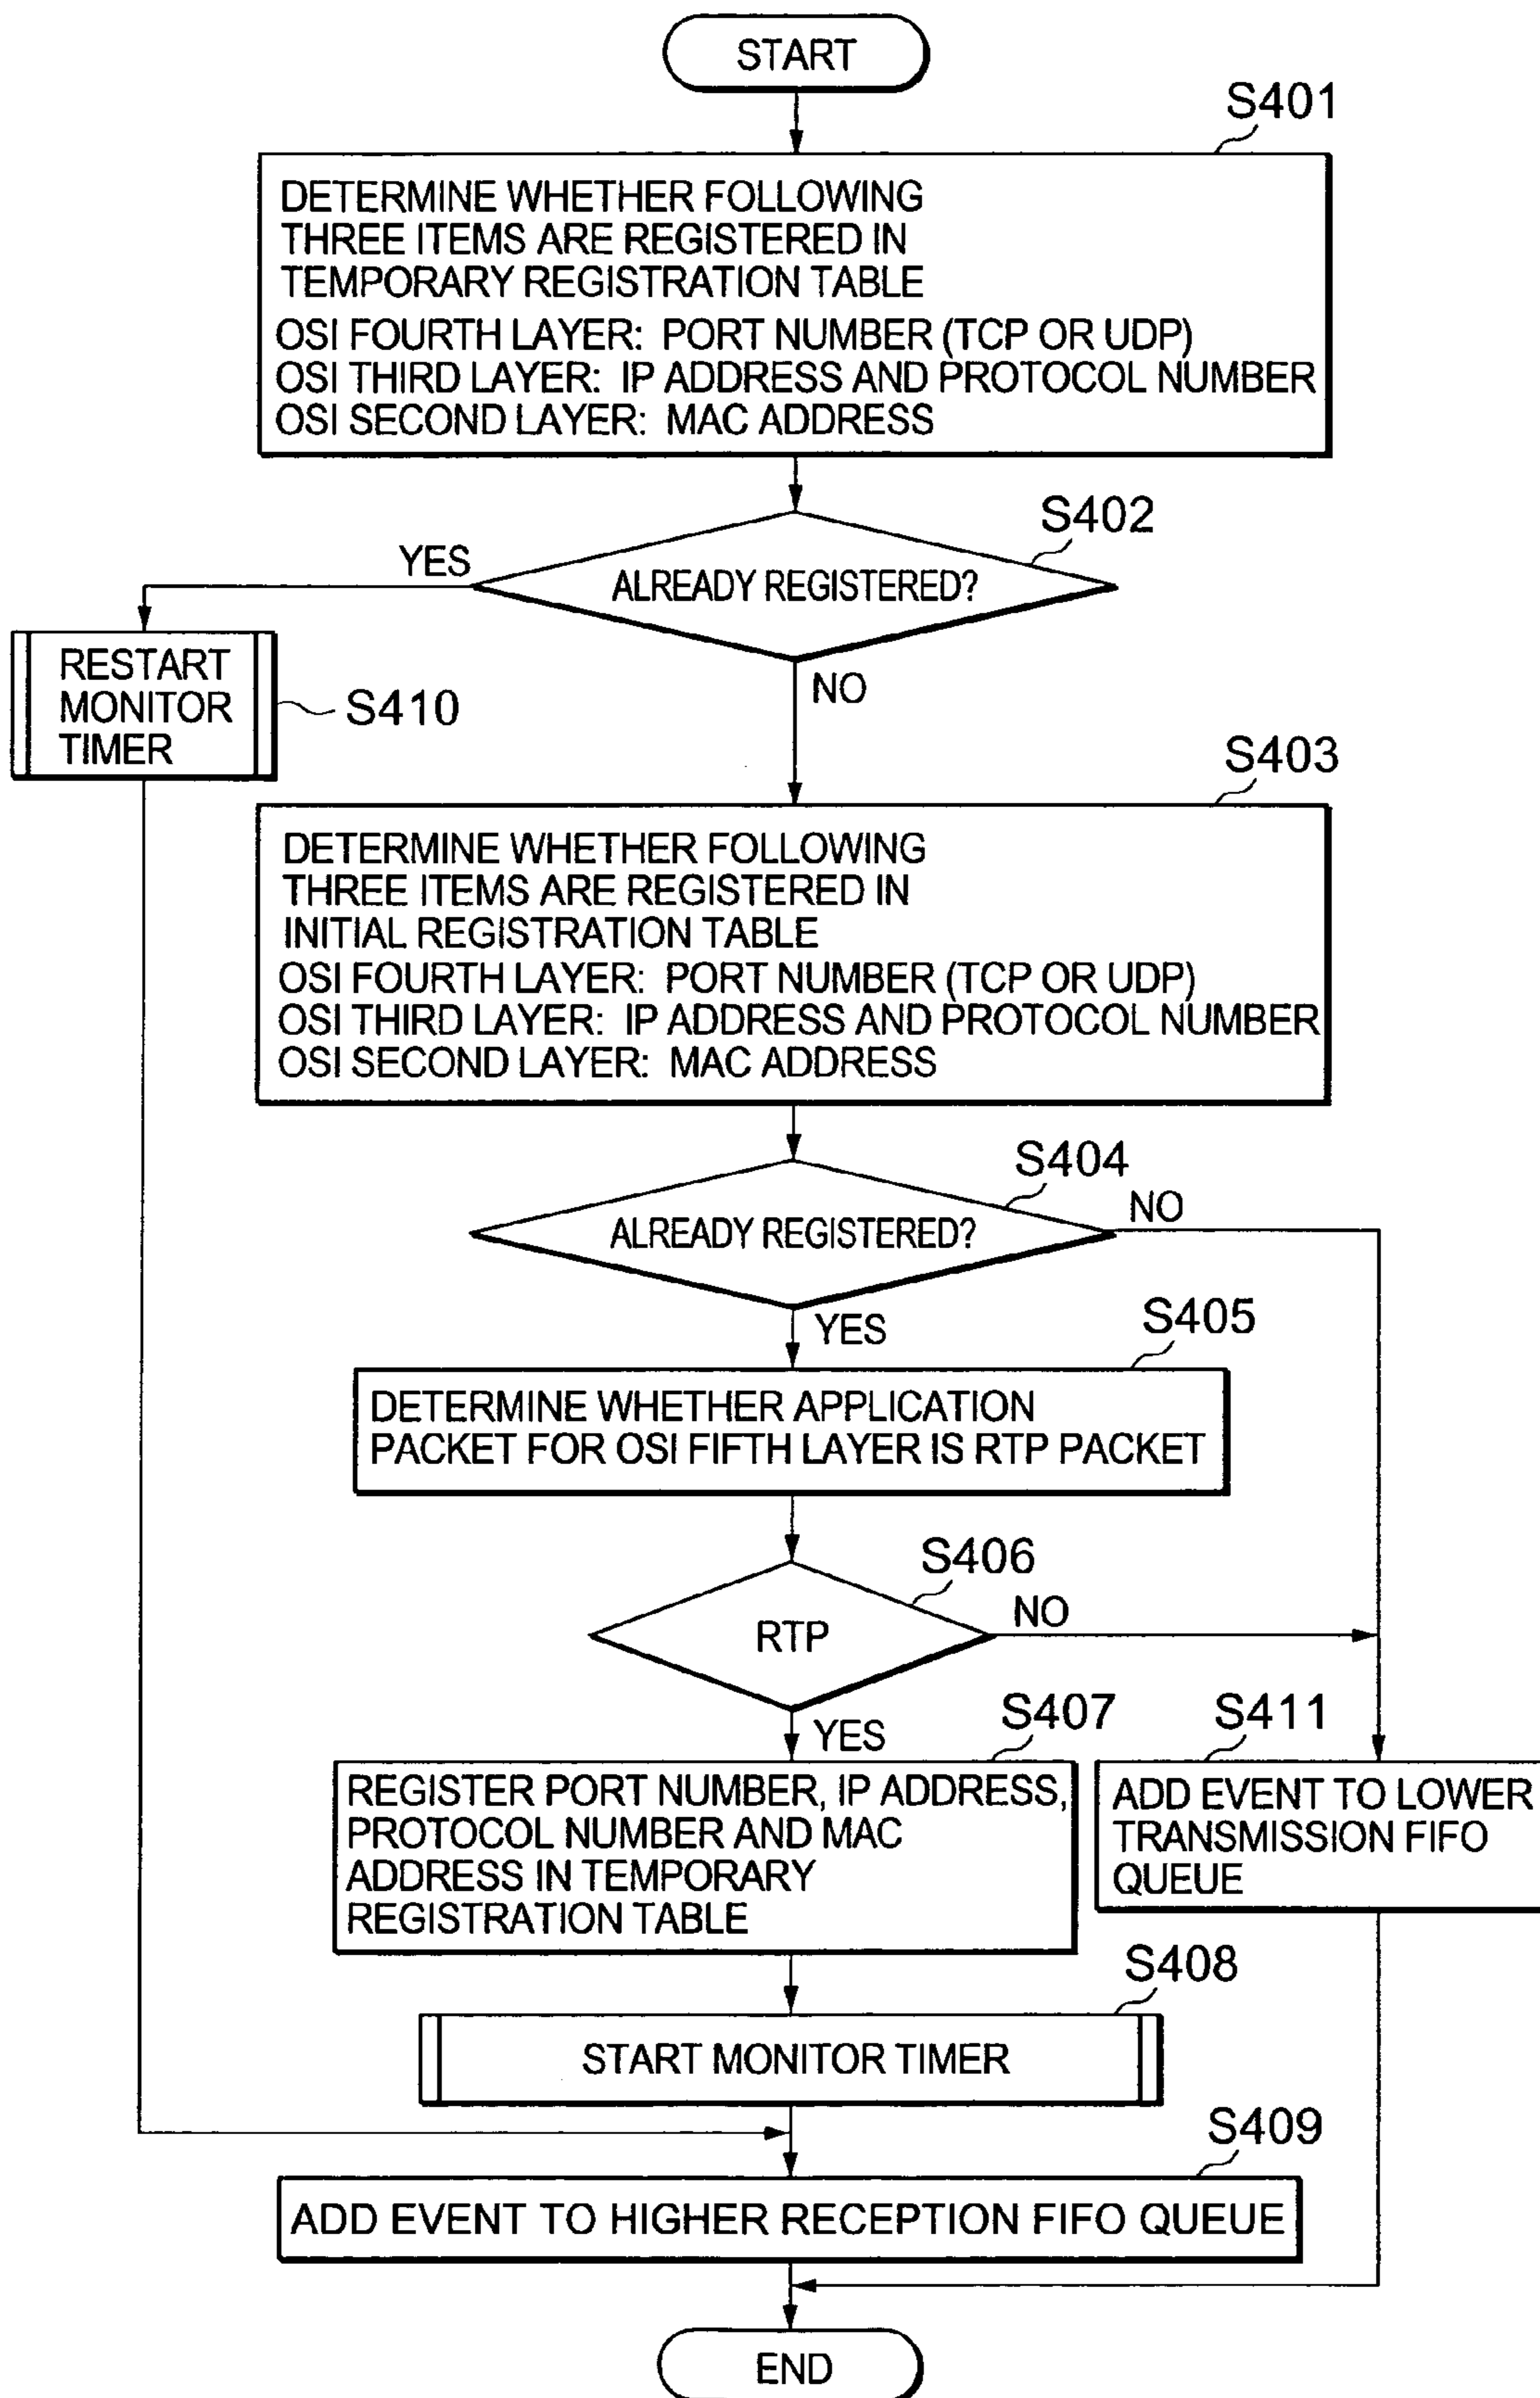 START
S401
DETERMINE WHETHER FOLLOWING
THREE ITEMS ARE REGISTERED IN
TEMPORARY REGISTRATION TABLE
OSI FOURTH LAYER: PORT NUMBER (TCP OR UDP)
OSI THIRD LAYER: IP ADDRESS AND PROTOCOL NUMBER
OSI SECOND LAYER: MAC ADDRESS
S402
YES
ALREADY REGISTERED?
NO
RESTART
MONITOR
TIMER
S410
S403
DETERMINE WHETHER FOLLOWING
THREE ITEMS ARE REGISTERED IN
INITIAL REGISTRATION TABLE
OSI FOURTH LAYER: PORT NUMBER (TCP OR UDP)
OSI THIRD LAYER: IP ADDRESS AND PROTOCOL NUMBER
OSI SECOND LAYER: MAC ADDRESS
S404
NO
ALREADY REGISTERED?
YES
S405
DETERMINE WHETHER APPLICATION
PACKET FOR OSI FIFTH LAYER IS RTP PACKET
S406
NO
RTP
YES
S407
REGISTER PORT NUMBER, IP ADDRESS,
PROTOCOL NUMBER AND MAC
ADDRESS IN TEMPORARY
REGISTRATION TABLE
S411
ADD EVENT TO LOWER
TRANSMISSION FIFO
QUEUE
S408
START MONITOR TIMER
S409
ADD EVENT TO HIGHER RECEPTION FIFO QUEUE
END